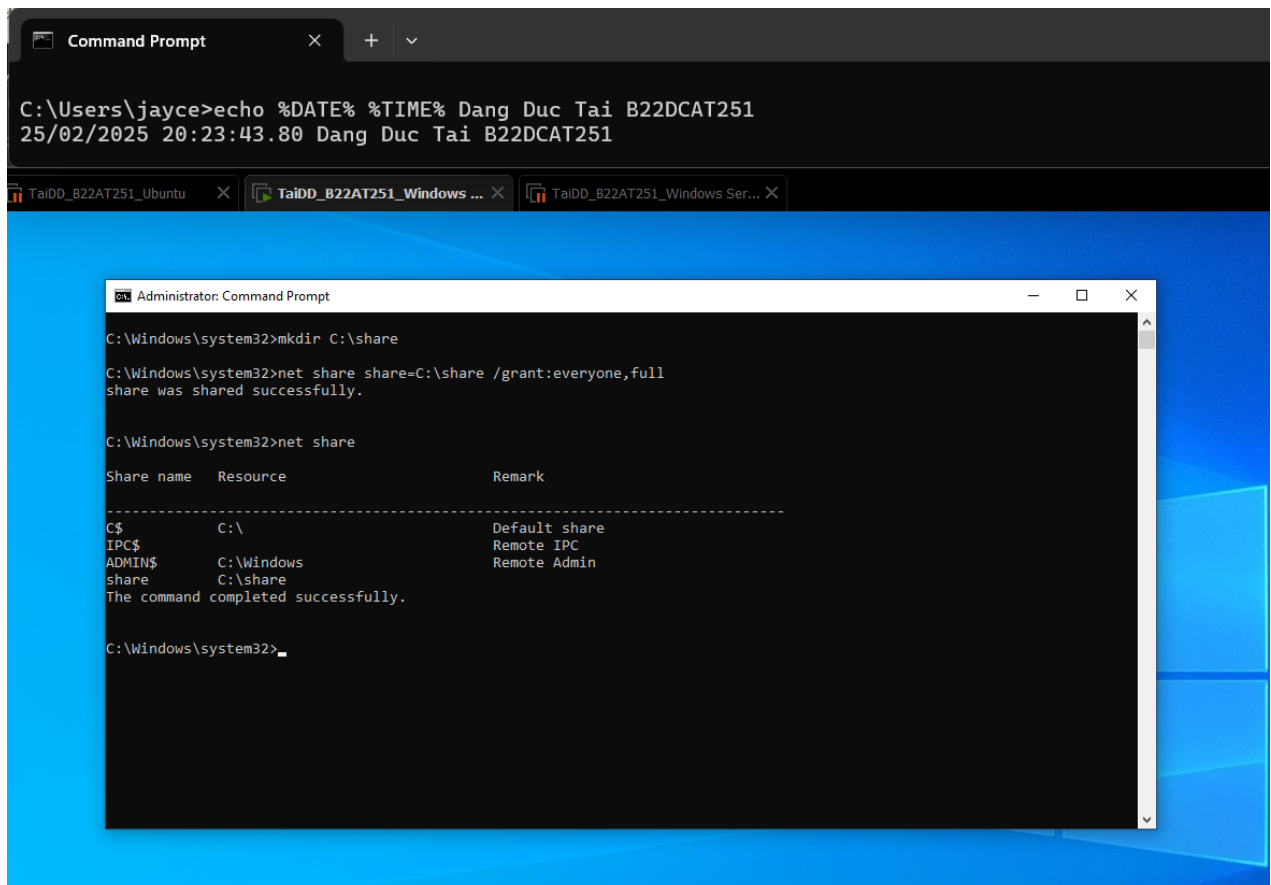 Command Prompt
C:\Users\jayce>echo %DATE% %TIME% Dang Duc Tai B22DCAT251
25/02/2025 20:23:43.80 Dang Duc Tai B22DCAT251
TaiDD_B22AT251_Ubuntu TaiDD_B22AT251_Windows ... TaiDD_B22AT251_Windows Ser...
Administrator: Command Prompt
C:\Windows\system32>mkdir C:\share
C:\Windows\system32>net share share=C:\share /grant:everyone,full
share was shared successfully.
C:\Windows\system32>net share
Share name Resource Remark
-------------------------------------------------------------------------------
C$ C:\ Default share
IPC$ Remote IPC
ADMIN$ C:\Windows Remote Admin
share C:\share
The command completed successfully.
C:\Windows\system32>